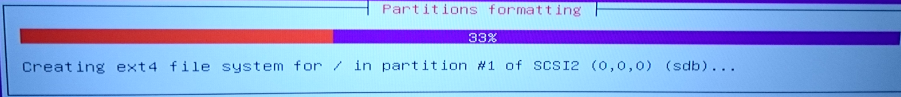 Partitions formatting
33%
Creating ext4 file system for / in partition #1 of SCSI2 (0,0,0) (sdb)...